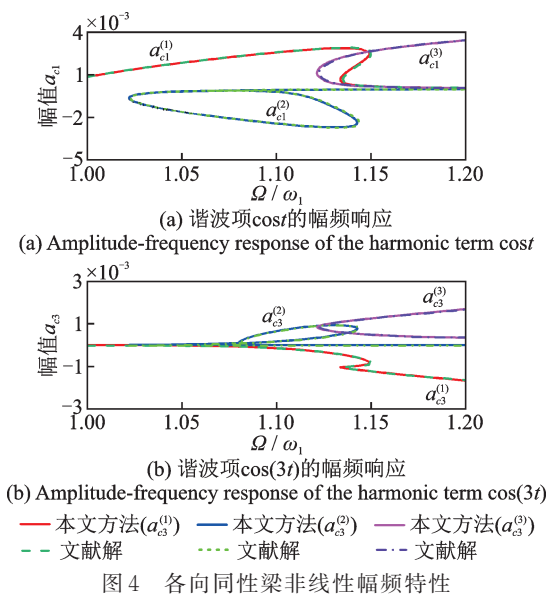 ×10⁻³
4
1
−2
−5
幅值a_c1
a_c1^(1)
a_c1^(3)
a_c1^(2)
1.00 1.05 1.10 1.15 1.20
Ω / ω₁
(a) 谐波项cost的幅频响应
(a) Amplitude-frequency response of the harmonic term cost
×10⁻³
3
1
−1
−3
幅值a_c3
a_c3^(2)
a_c3^(3)
a_c3^(1)
1.00 1.05 1.10 1.15 1.20
Ω / ω₁
(b) 谐波项cos(3t)的幅频响应
(b) Amplitude-frequency response of the harmonic term cos(3t)
本文方法(a_c3^(1)) 本文方法(a_c3^(2)) 本文方法(a_c3^(3))
文献解 文献解 文献解
图4 各向同性梁非线性幅频特性